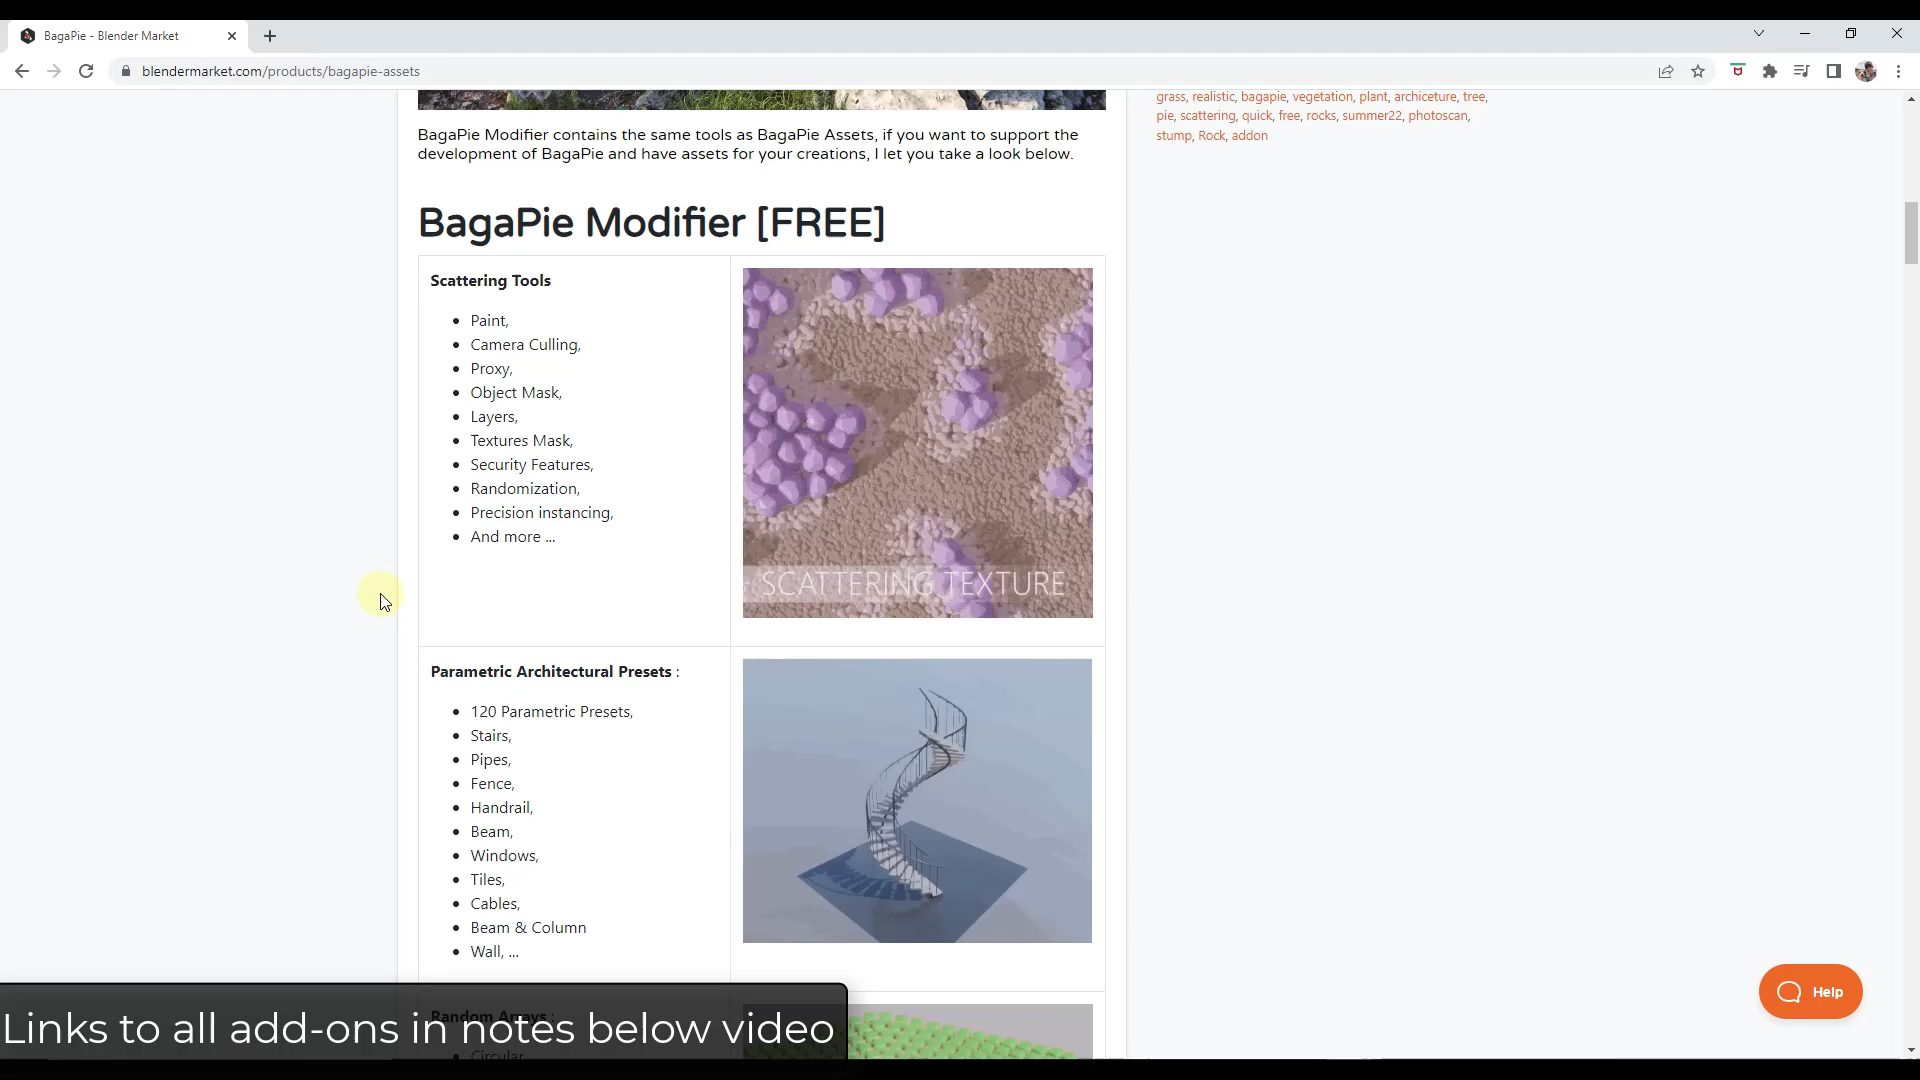 BagaPie - Blender Market
blendermarket.com/products/bagapie-assets
grass, realistic, bagapie, vegetation, plant, archiceture, tree,
pie, scattering, quick, free, rocks, summer22, photoscan,
stump, Rock, addon
BagaPie Modifier contains the same tools as BagaPie Assets, if you want to support the
development of BagaPie and have assets for your creations, I let you take a look below.
BagaPie Modifier [FREE]
Scattering Tools
Paint,
Camera Culling,
Proxy,
Object Mask,
Layers,
Textures Mask,
Security Features,
Randomization,
Precision instancing,
And more ...
SCATTERING TEXTURE
Parametric Architectural Presets :
120 Parametric Presets,
Stairs,
Pipes,
Fence,
Handrail,
Beam,
Windows,
Tiles,
Cables,
Beam & Column
Wall, ...
Random Arrays :
Circular
Links to all add-ons in notes below video
Help